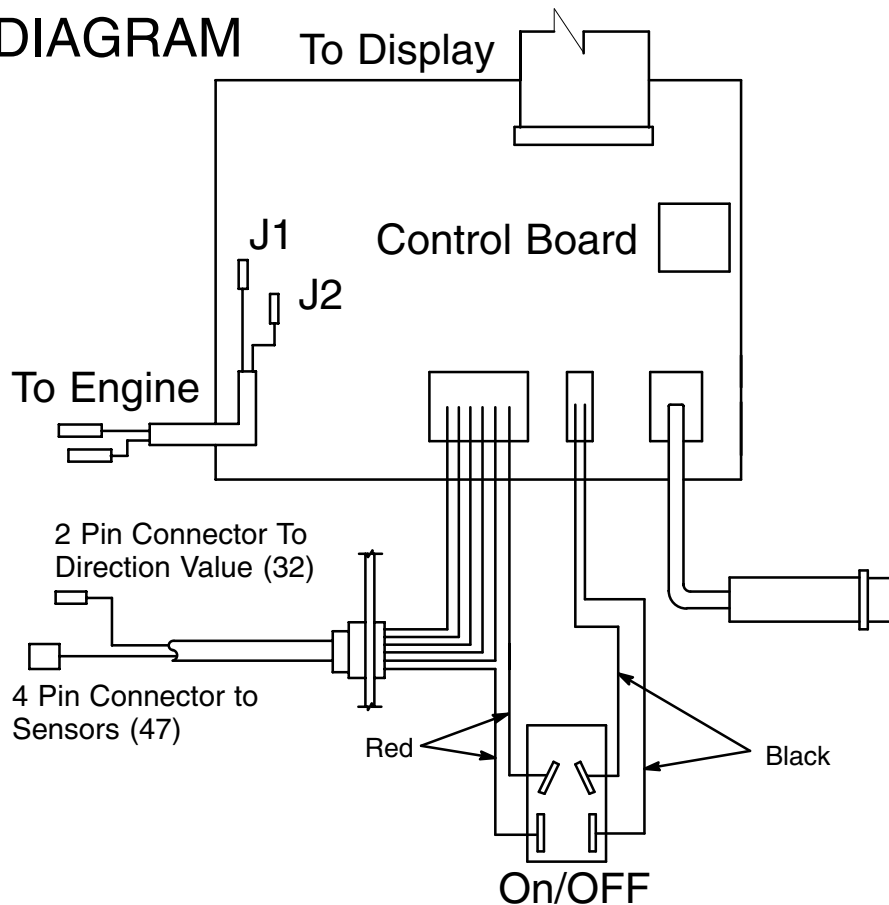 DIAGRAM
To Display
Control Board
J1
J2
To Engine
2 Pin Connector To
Direction Value (32)
4 Pin Connector to
Sensors (47)
Red
Black
On/OFF